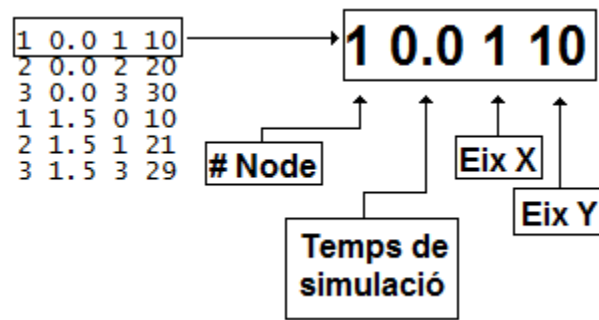 1 0.0 1 10
2 0.0 2 20
3 0.0 3 30
1 1.5 0 10
2 1.5 1 21
3 1.5 3 29
1 0.0 1 10
# Node
Temps de
simulació
Eix X
Eix Y